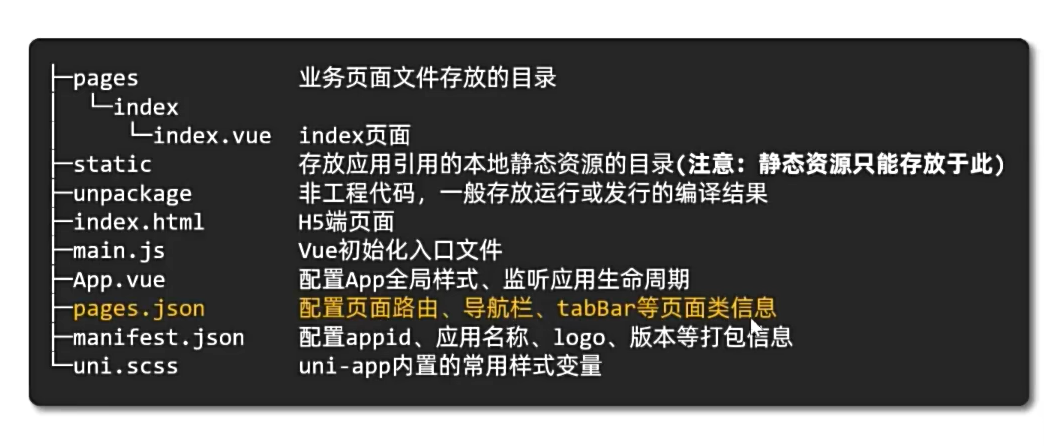 ├─pages 业务页面文件存放的目录
│ └─index
│ └─index.vue index页面
├─static 存放应用引用的本地静态资源的目录(注意：静态资源只能存放于此)
├─unpackage 非工程代码，一般存放运行或发行的编译结果
├─index.html H5端页面
├─main.js Vue初始化入口文件
├─App.vue 配置App全局样式、监听应用生命周期
├─pages.json 配置页面路由、导航栏、tabBar等页面类信息
├─manifest.json 配置appid、应用名称、logo、版本等打包信息
└─uni.scss uni-app内置的常用样式变量